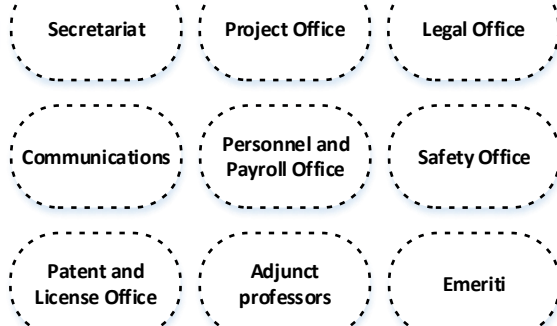 Secretariat
Project Office
Legal Office
Communications
Personnel and
Payroll Office
Safety Office
Patent and
License Office
Adjunct
professors
Emeriti